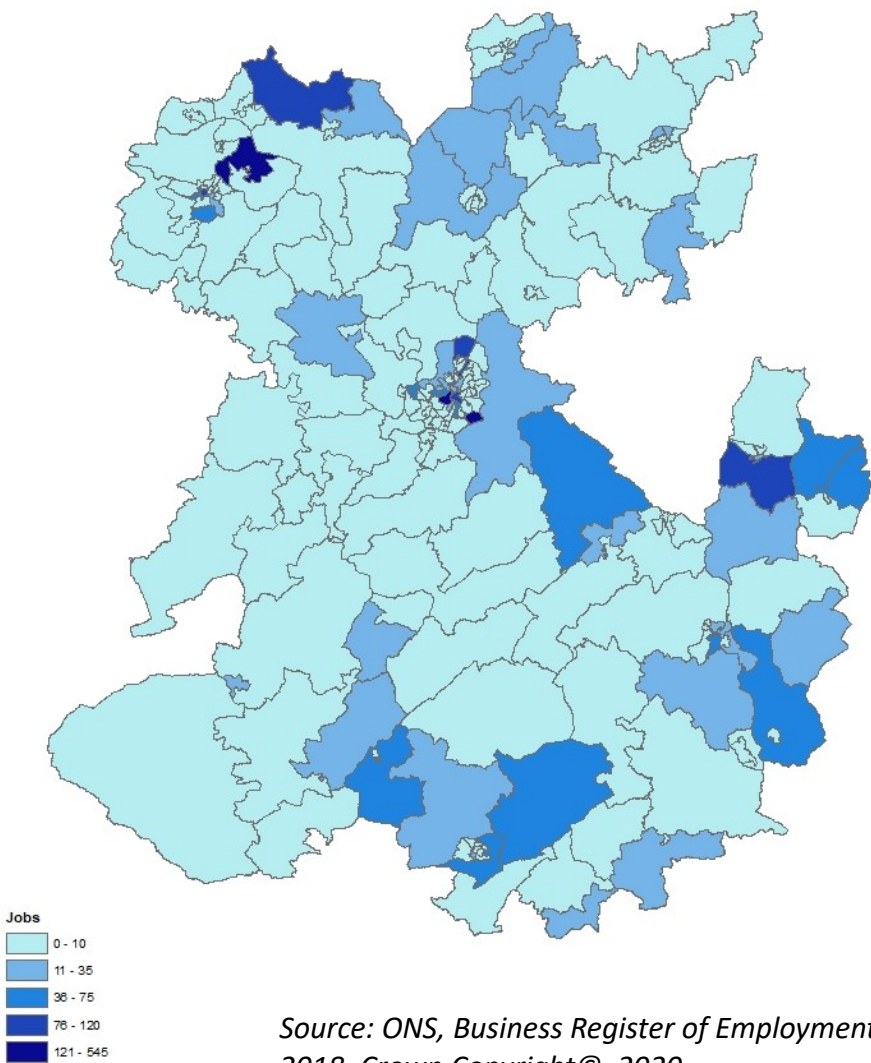 Jobs
0 - 10
11 - 35
36 - 75
76 - 120
121 - 545
Source: ONS, Business Register of Employment
2018, Crown Copyright©, 2020